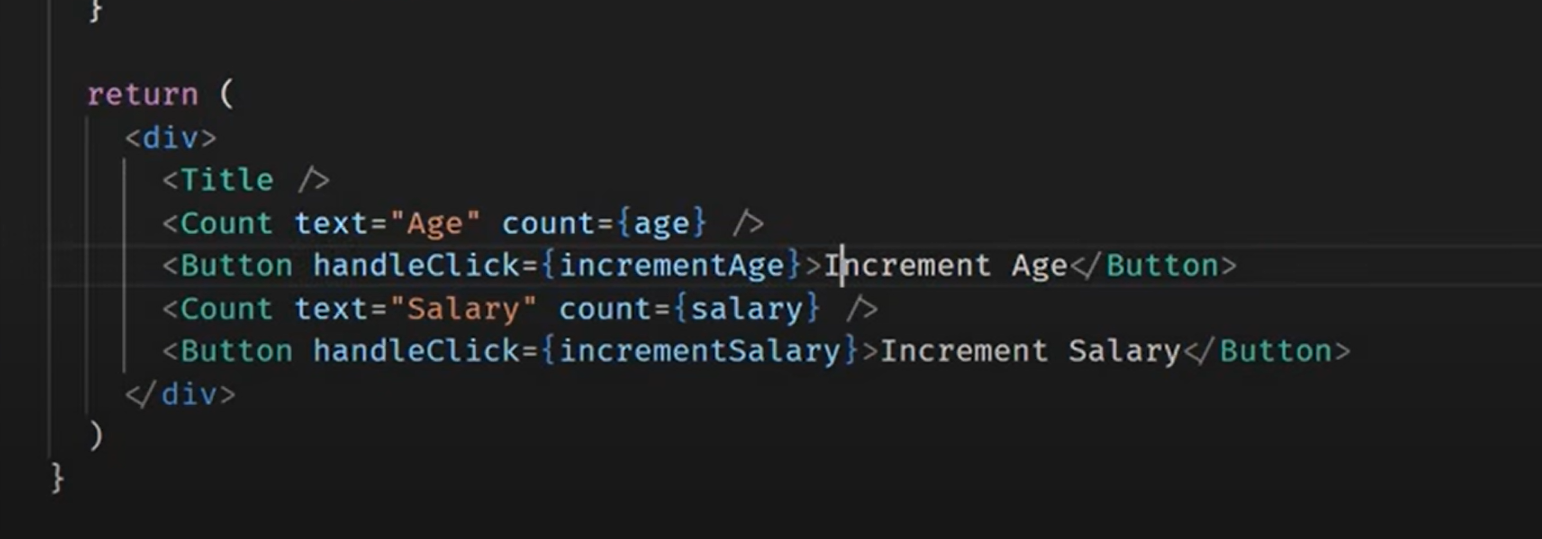 }
return (
<div>
<Title />
<Count text="Age" count={age} />
<Button handleClick={incrementAge}>Increment Age</Button>
<Count text="Salary" count={salary} />
<Button handleClick={incrementSalary}>Increment Salary</Button>
</div>
)
}